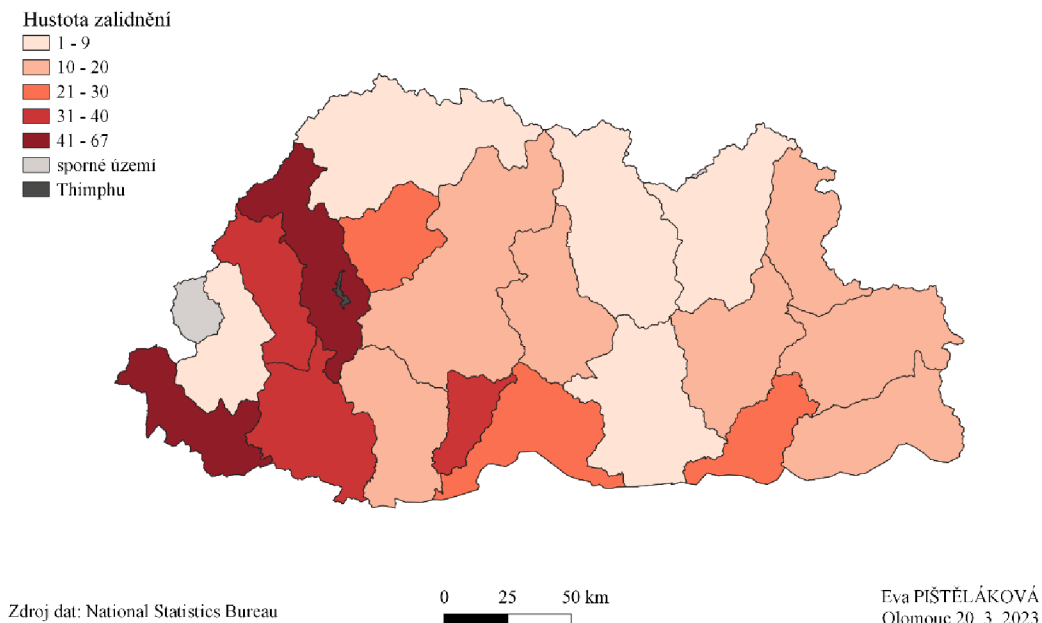 Hustota zalidnění
1 - 9
10 - 20
21 - 30
31 - 40
41 - 67
sporné území
Thimphu
0 25 50 km
Zdroj dat: National Statistics Bureau
Eva PIŠTĚLÁKOVÁ
Olomouc 20. 3. 2023